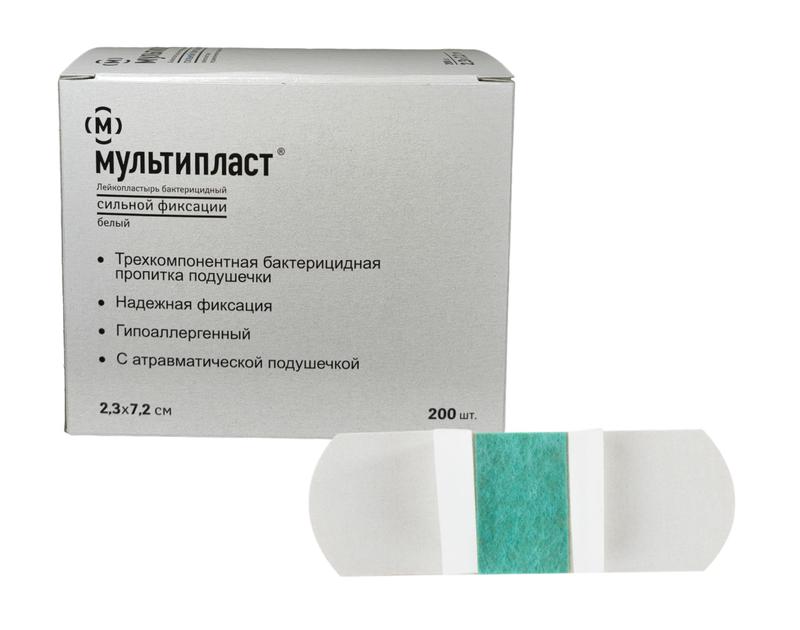 (М)
мультипласт®
Лейкопластырь бактерицидный
сильной фиксации
белый
• Трехкомпонентная бактерицидная
пропитка подушечки
• Надежная фиксация
• Гипоаллергенный
• С атравматической подушечкой
2,3х7,2 см
200 шт.